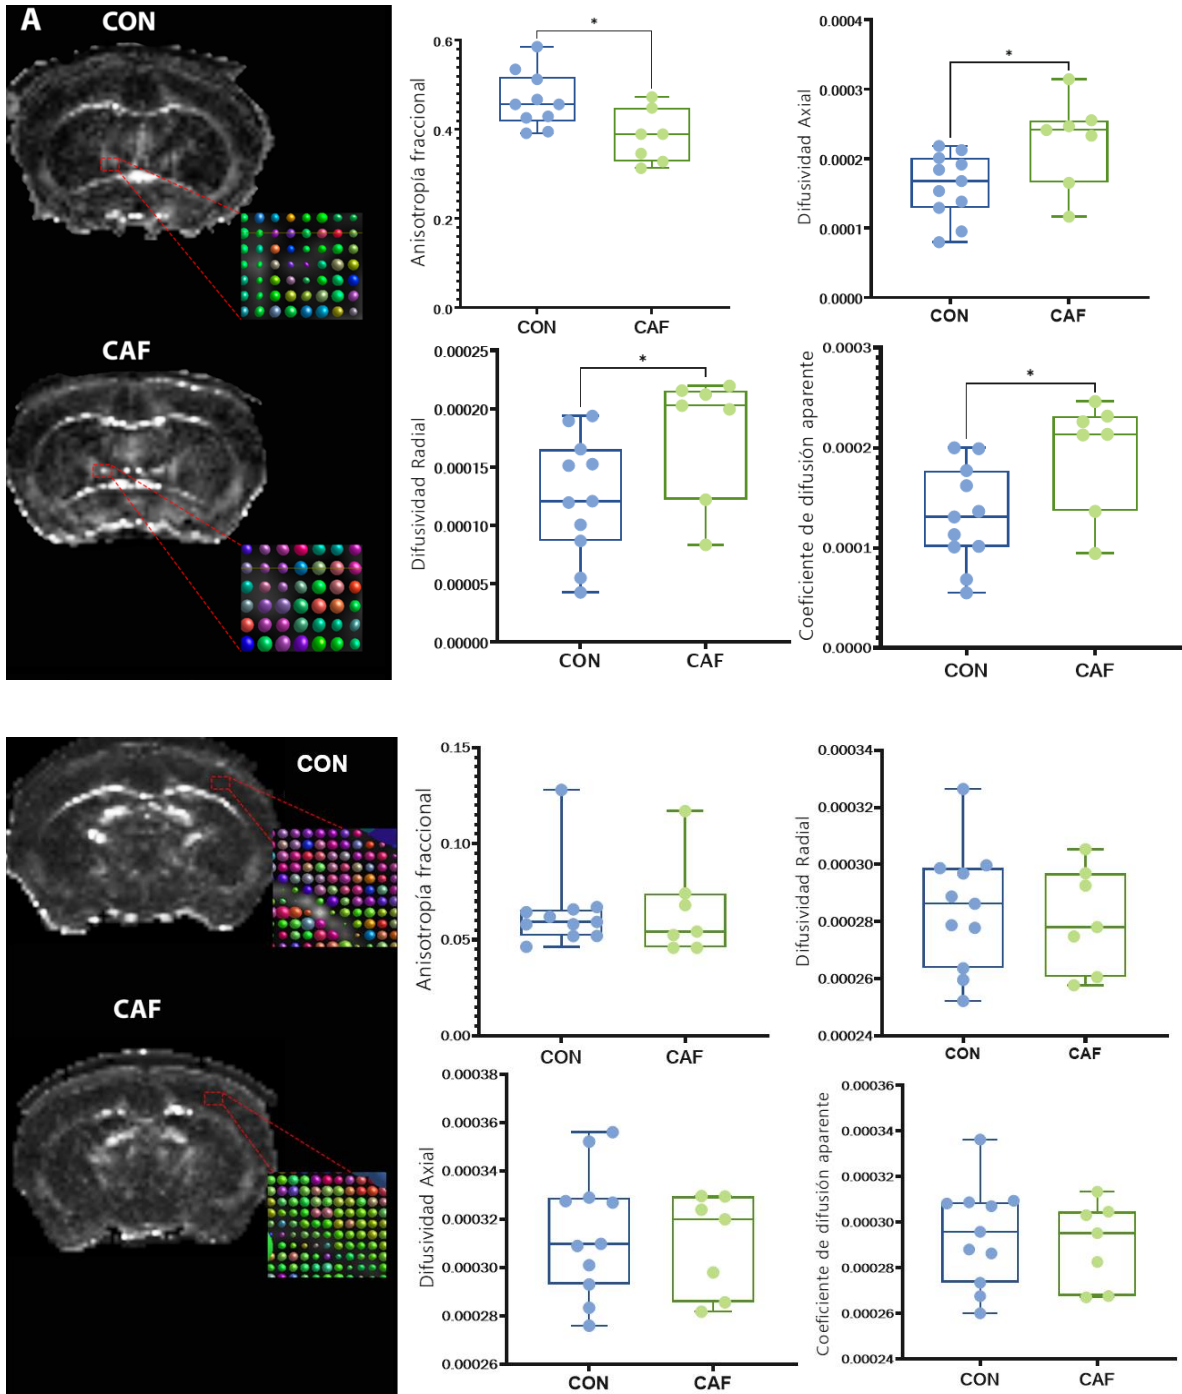 A
CON
CAF
Anisotropía fraccional
0.6
0.4
0.2
0.0
*
CON
CAF
Difusividad Axial
0.0004
0.0003
0.0002
0.0001
0.0000
*
CON
CAF
Difusividad Radial
0.00025
0.00020
0.00015
0.00010
0.00005
0.00000
*
CON
CAF
Coeficiente de difusión aparente
0.0003
0.0002
0.0001
0.0000
*
CON
CAF
CON
CAF
Anisotropía fraccional
0.15
0.10
0.05
0.00
CON
CAF
Difusividad Radial
0.00034
0.00032
0.00030
0.00028
0.00026
0.00024
CON
CAF
Difusividad Axial
0.00038
0.00036
0.00034
0.00032
0.00030
0.00028
0.00026
CON
CAF
Coeficiente de difusión aparente
0.00036
0.00034
0.00032
0.00030
0.00028
0.00026
0.00024
CON
CAF